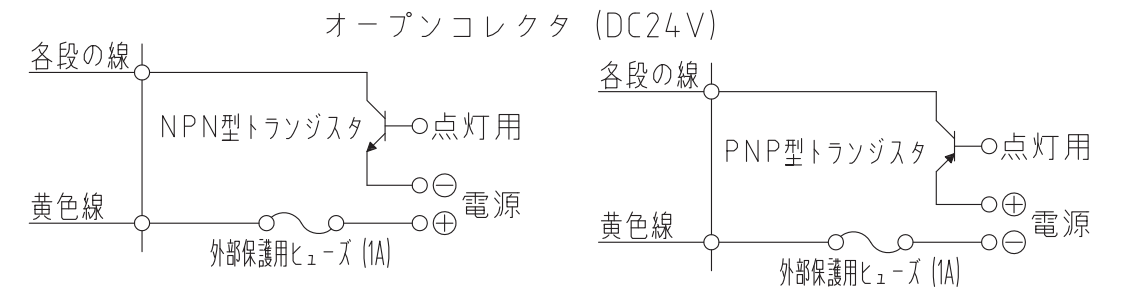 オープンコレクタ (DC24V)
各段の線
NPN型トランジスタ
点灯用
⊖
電源
黄色線
⊕
外部保護用ヒューズ (1A)
各段の線
PNP型トランジスタ
点灯用
⊕
電源
黄色線
⊖
外部保護用ヒューズ (1A)